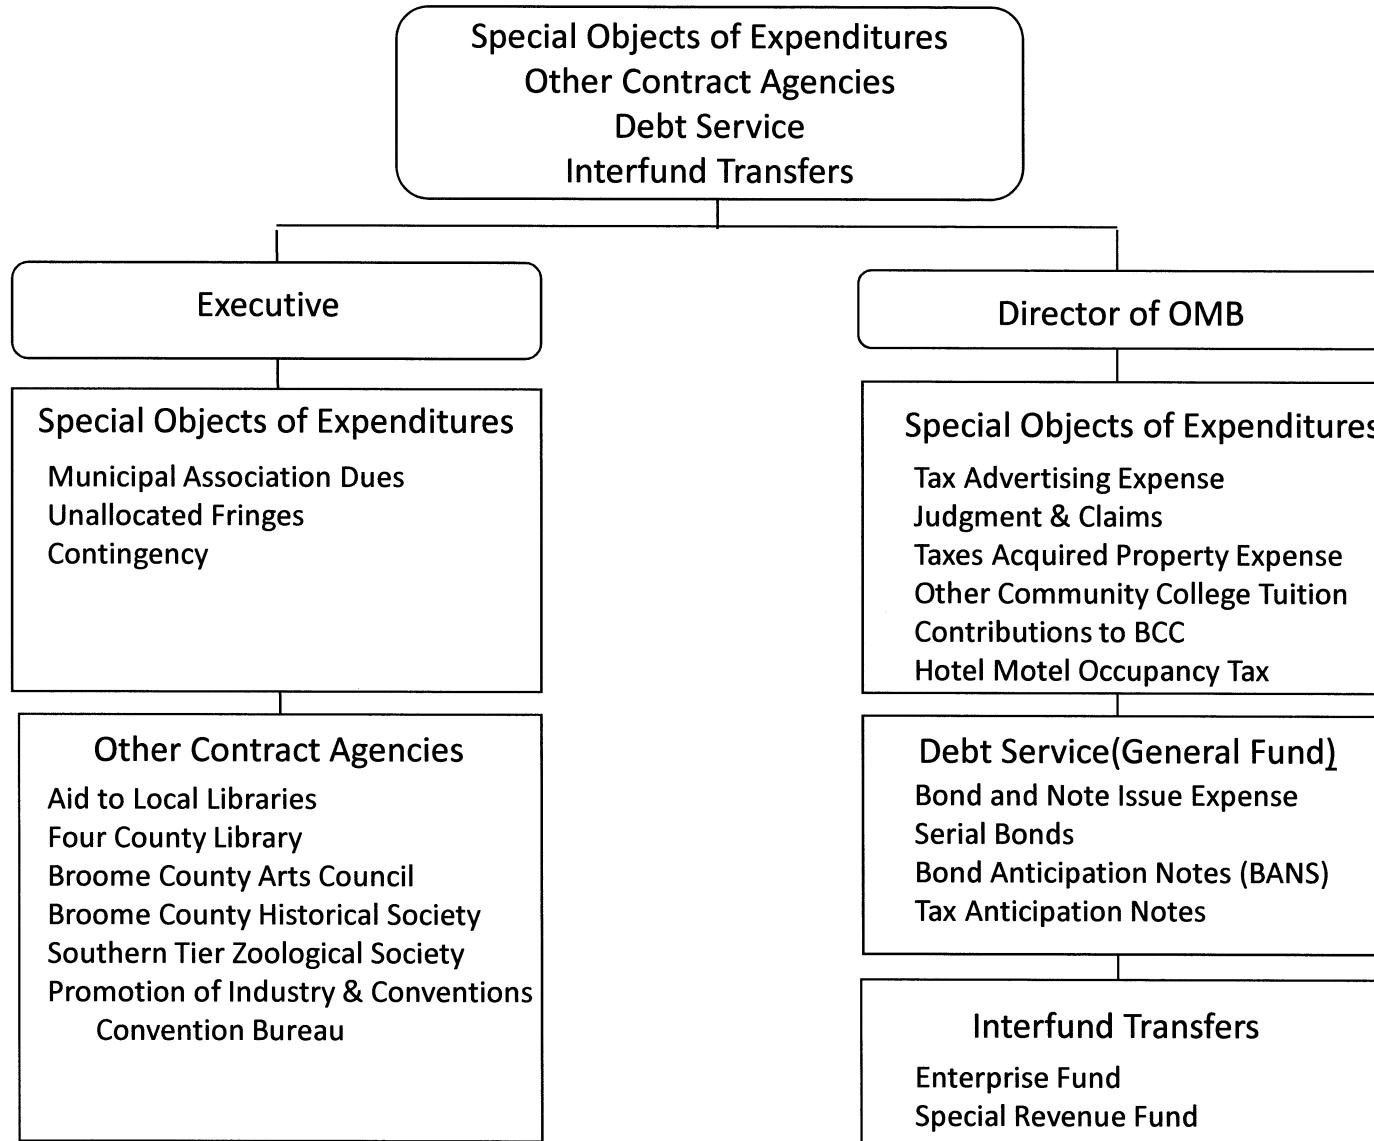 Special Objects of Expenditures
Other Contract Agencies
Debt Service
Interfund Transfers
Executive
Special Objects of Expenditures
Municipal Association Dues
Unallocated Fringes
Contingency
Other Contract Agencies
Aid to Local Libraries
Four County Library
Broome County Arts Council
Broome County Historical Society
Southern Tier Zoological Society
Promotion of Industry & Conventions
Convention Bureau
Director of OMB
Special Objects of Expenditures
Tax Advertising Expense
Judgment & Claims
Taxes Acquired Property Expense
Other Community College Tuition
Contributions to BCC
Hotel Motel Occupancy Tax
Debt Service(General Fund)
Bond and Note Issue Expense
Serial Bonds
Bond Anticipation Notes (BANS)
Tax Anticipation Notes
Interfund Transfers
Enterprise Fund
Special Revenue Fund